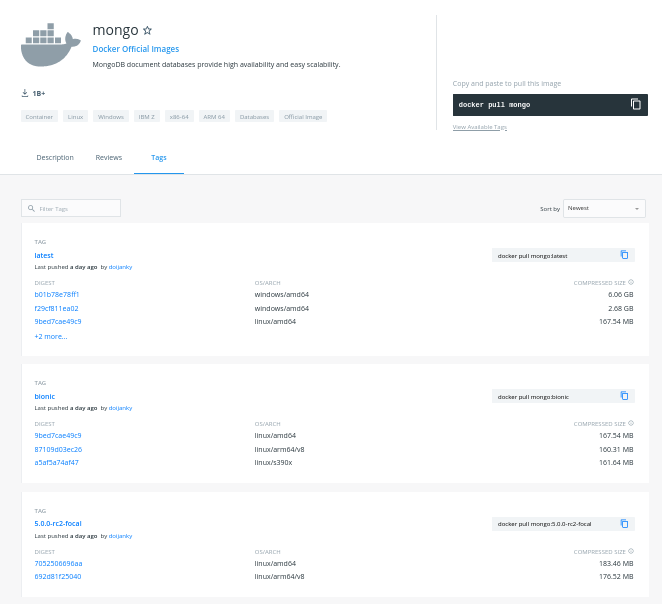 mongo
Docker Official Images
MongoDB document databases provide high availability and easy scalability.
1B+
Container Linux Windows IBM Z x86-64 ARM 64 Databases Official Image
Copy and paste to pull this image
docker pull mongo
View Available Tags
Description Reviews Tags
Filter Tags
Sort by Newest
TAG
latest
docker pull mongo:latest
Last pushed a day ago by doijanky
DIGEST OS/ARCH COMPRESSED SIZE
b01b78e78ff1 windows/amd64 6.06 GB
f29cf811ea02 windows/amd64 2.68 GB
9bed7cae49c9 linux/amd64 167.54 MB
+2 more...
TAG
bionic
docker pull mongo:bionic
Last pushed a day ago by doijanky
DIGEST OS/ARCH COMPRESSED SIZE
9bed7cae49c9 linux/amd64 167.54 MB
87109d03ec26 linux/arm64/v8 160.31 MB
a5af5a74af47 linux/s390x 161.64 MB
TAG
5.0.0-rc2-focal
docker pull mongo:5.0.0-rc2-focal
Last pushed a day ago by doijanky
DIGEST OS/ARCH COMPRESSED SIZE
7052506696aa linux/amd64 183.46 MB
692d81f25040 linux/arm64/v8 176.52 MB